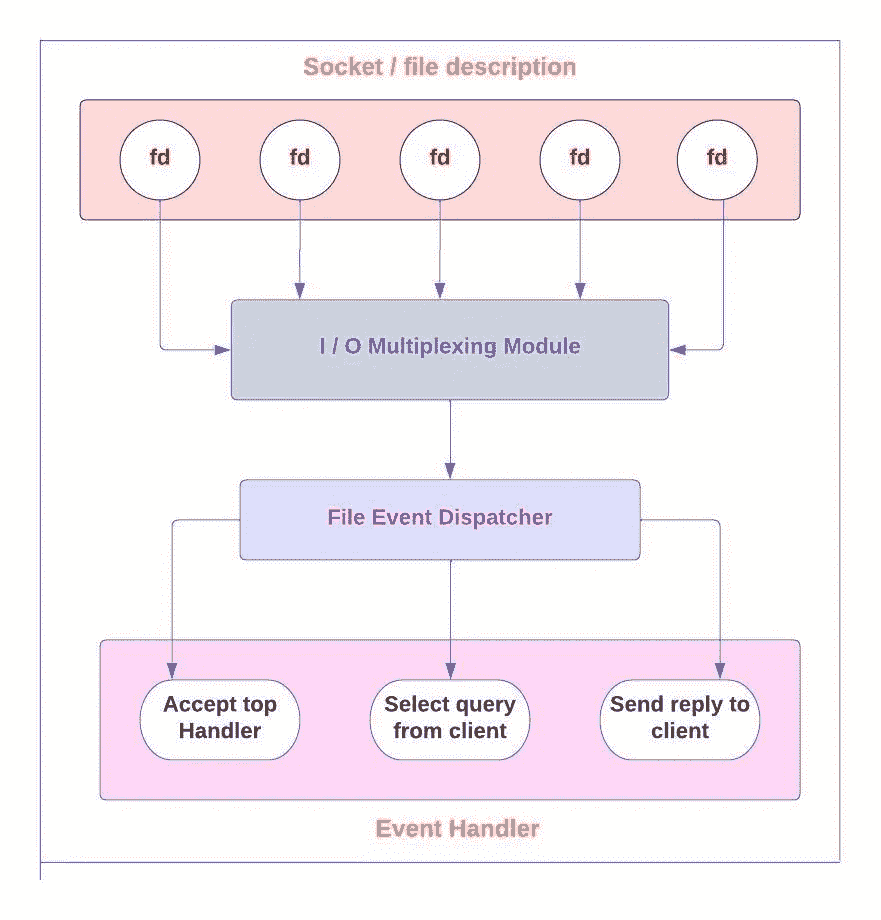 Socket / file description
fd fd fd fd fd
I / O Multiplexing Module
File Event Dispatcher
Accept top
Handler
Select query
from client
Send reply to
client
Event Handler